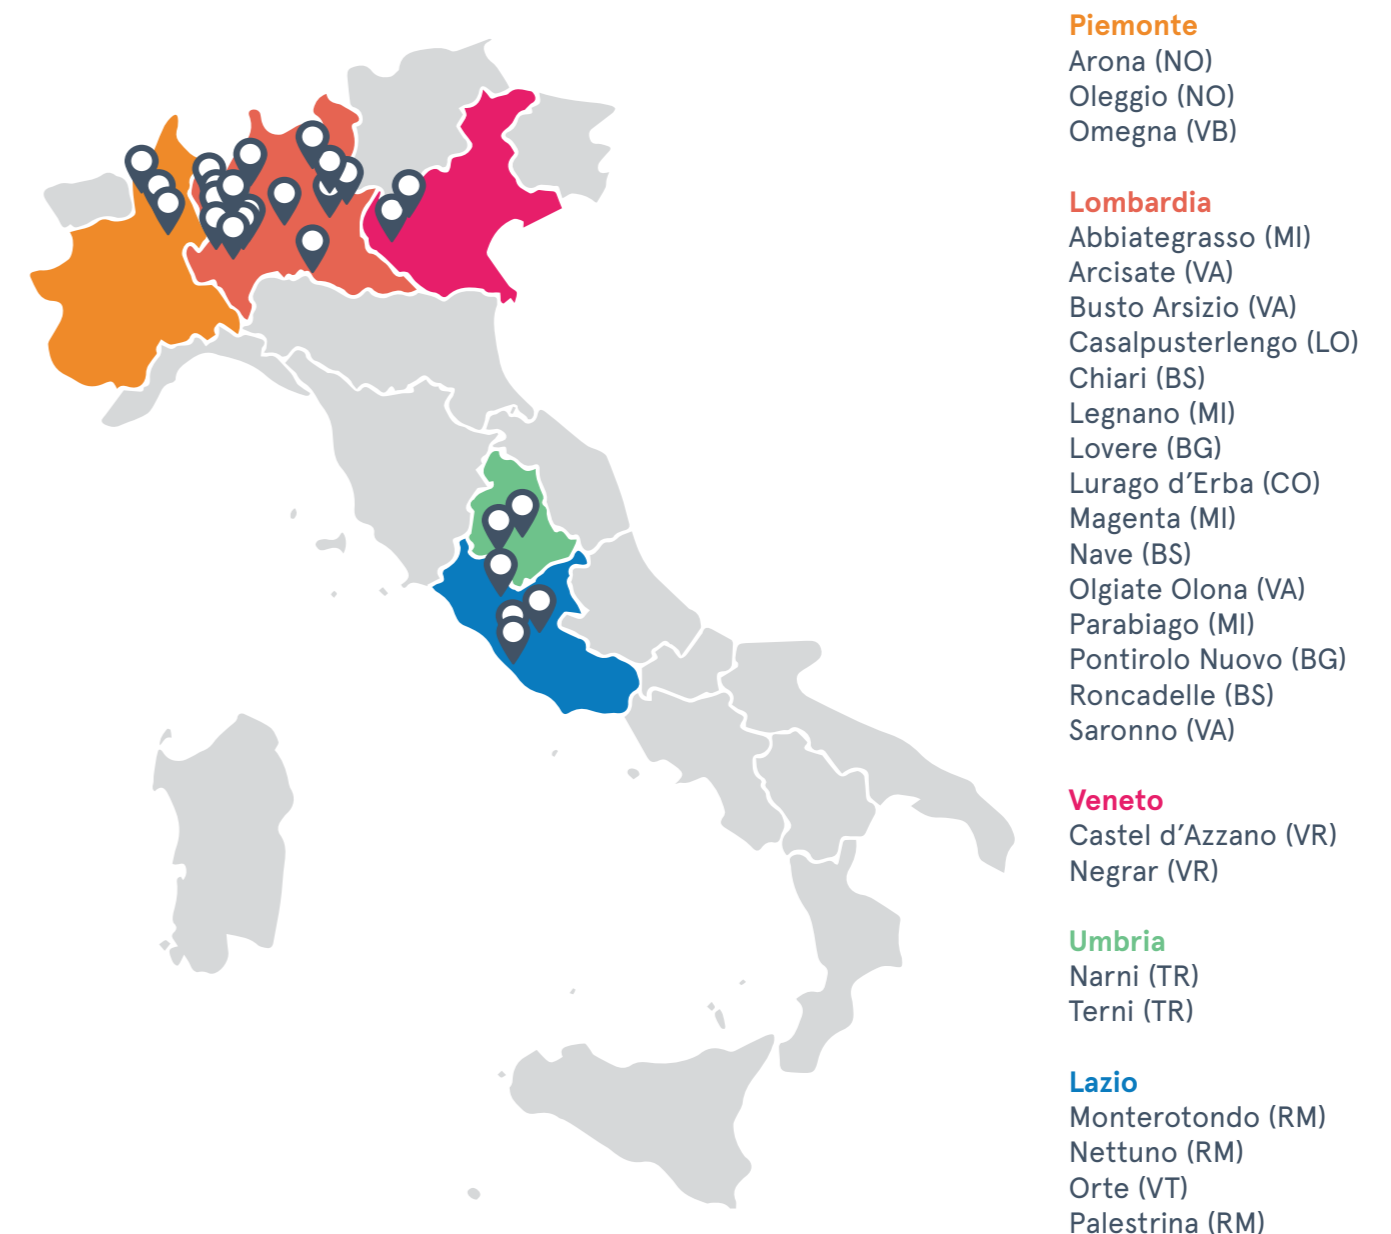 Piemonte
Arona (NO)
Oleggio (NO)
Omegna (VB)
Lombardia
Abbiategrasso (MI)
Arcisate (VA)
Busto Arsizio (VA)
Casalpusterlengo (LO)
Chiari (BS)
Legnano (MI)
Lovere (BG)
Lurago d’Erba (CO)
Magenta (MI)
Nave (BS)
Olgiate Olona (VA)
Parabiago (MI)
Pontirolo Nuovo (BG)
Roncadelle (BS)
Saronno (VA)
Veneto
Castel d’Azzano (VR)
Negrar (VR)
Umbria
Narni (TR)
Terni (TR)
Lazio
Monterotondo (RM)
Nettuno (RM)
Orte (VT)
Palestrina (RM)